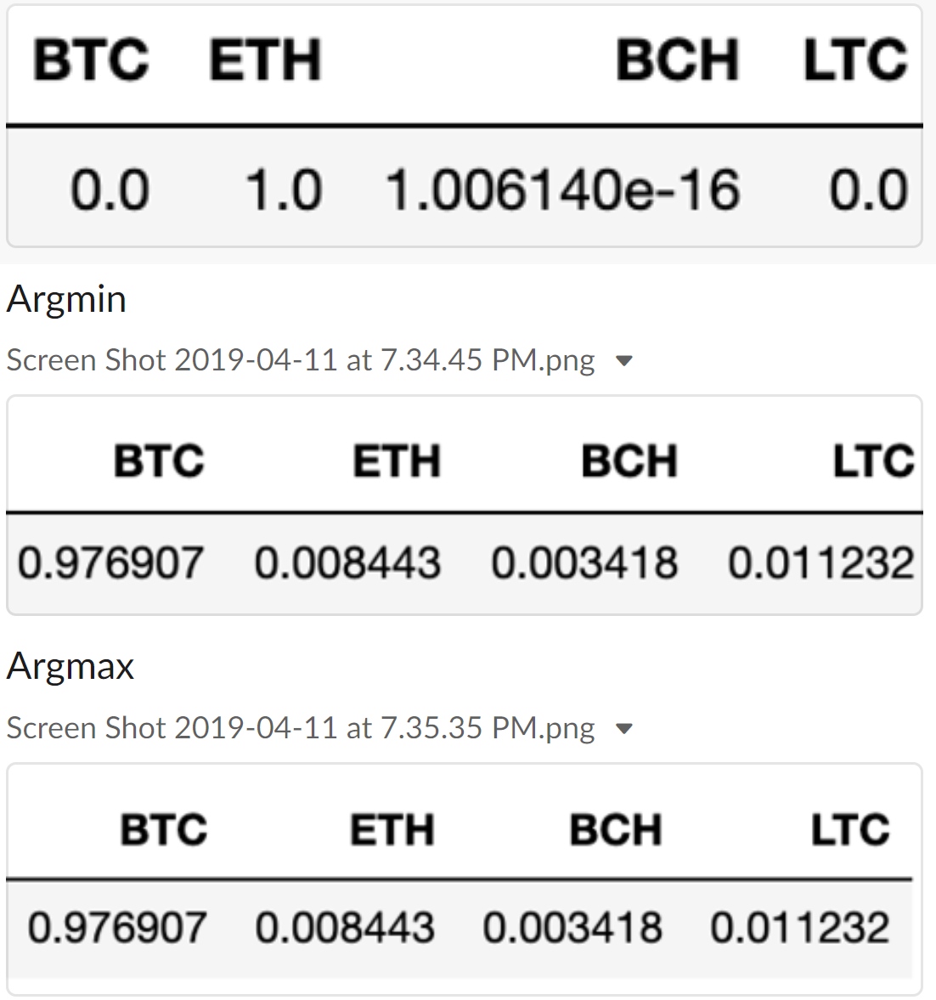 BTC ETH BCH LTC
0.0 1.0 1.006140e-16 0.0
Argmin
Screen Shot 2019-04-11 at 7.34.45 PM.png
BTC ETH BCH LTC
0.976907 0.008443 0.003418 0.011232
Argmax
Screen Shot 2019-04-11 at 7.35.35 PM.png
BTC ETH BCH LTC
0.976907 0.008443 0.003418 0.011232